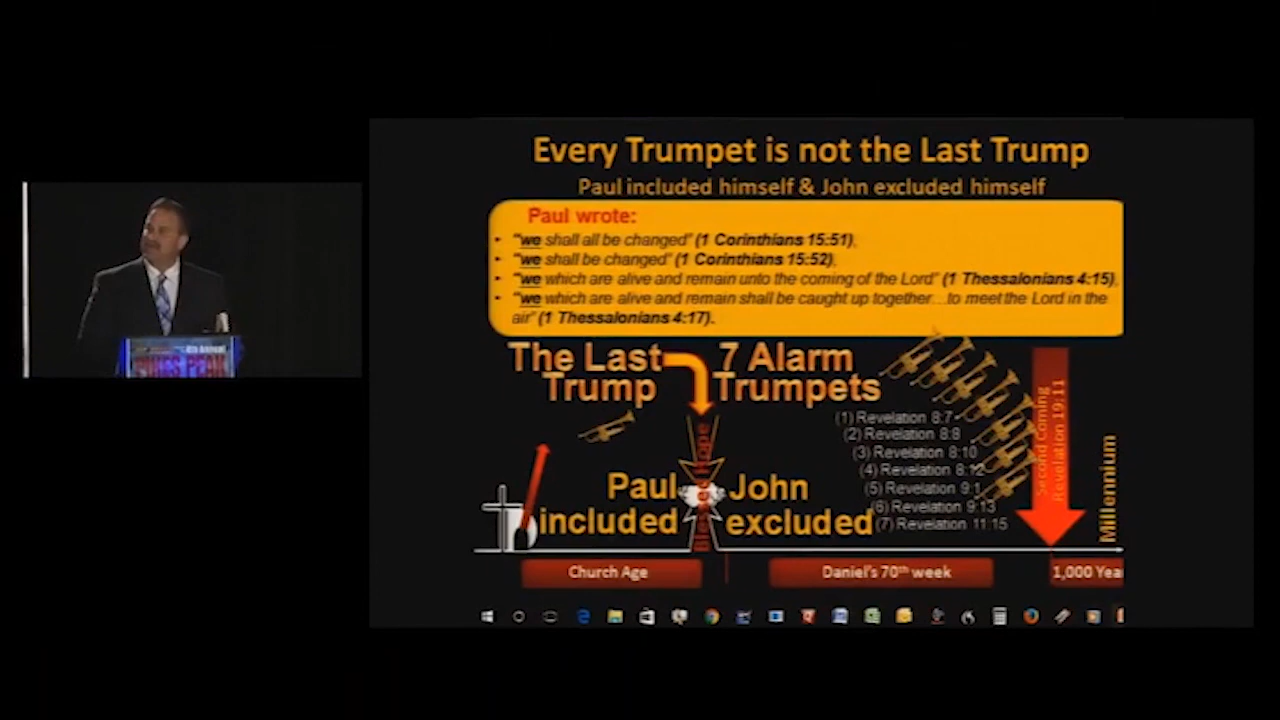 Every Trumpet is not the Last Trump
Paul included himself & John excluded himself
Paul wrote:
• "we shall all be changed" (1 Corinthians 15:51),
• "we shall be changed" (1 Corinthians 15:52),
• "we which are alive and remain unto the coming of the Lord" (1 Thessalonians 4:15),
• "we which are alive and remain shall be caught up together…to meet the Lord in the
air" (1 Thessalonians 4:17).
The Last
Trump
7 Alarm
Trumpets
(1) Revelation 8:7
(2) Revelation 8:8
(3) Revelation 8:10
(4) Revelation 8:12
(5) Revelation 9:1
(6) Revelation 9:13
(7) Revelation 11:15
Paul
included
Blessed Hope
John
excluded
Second Coming
Revelation 19:11
Millennium
Church Age
Daniel's 70th week
1,000 Yea
4th Annual
PIKES PEAK